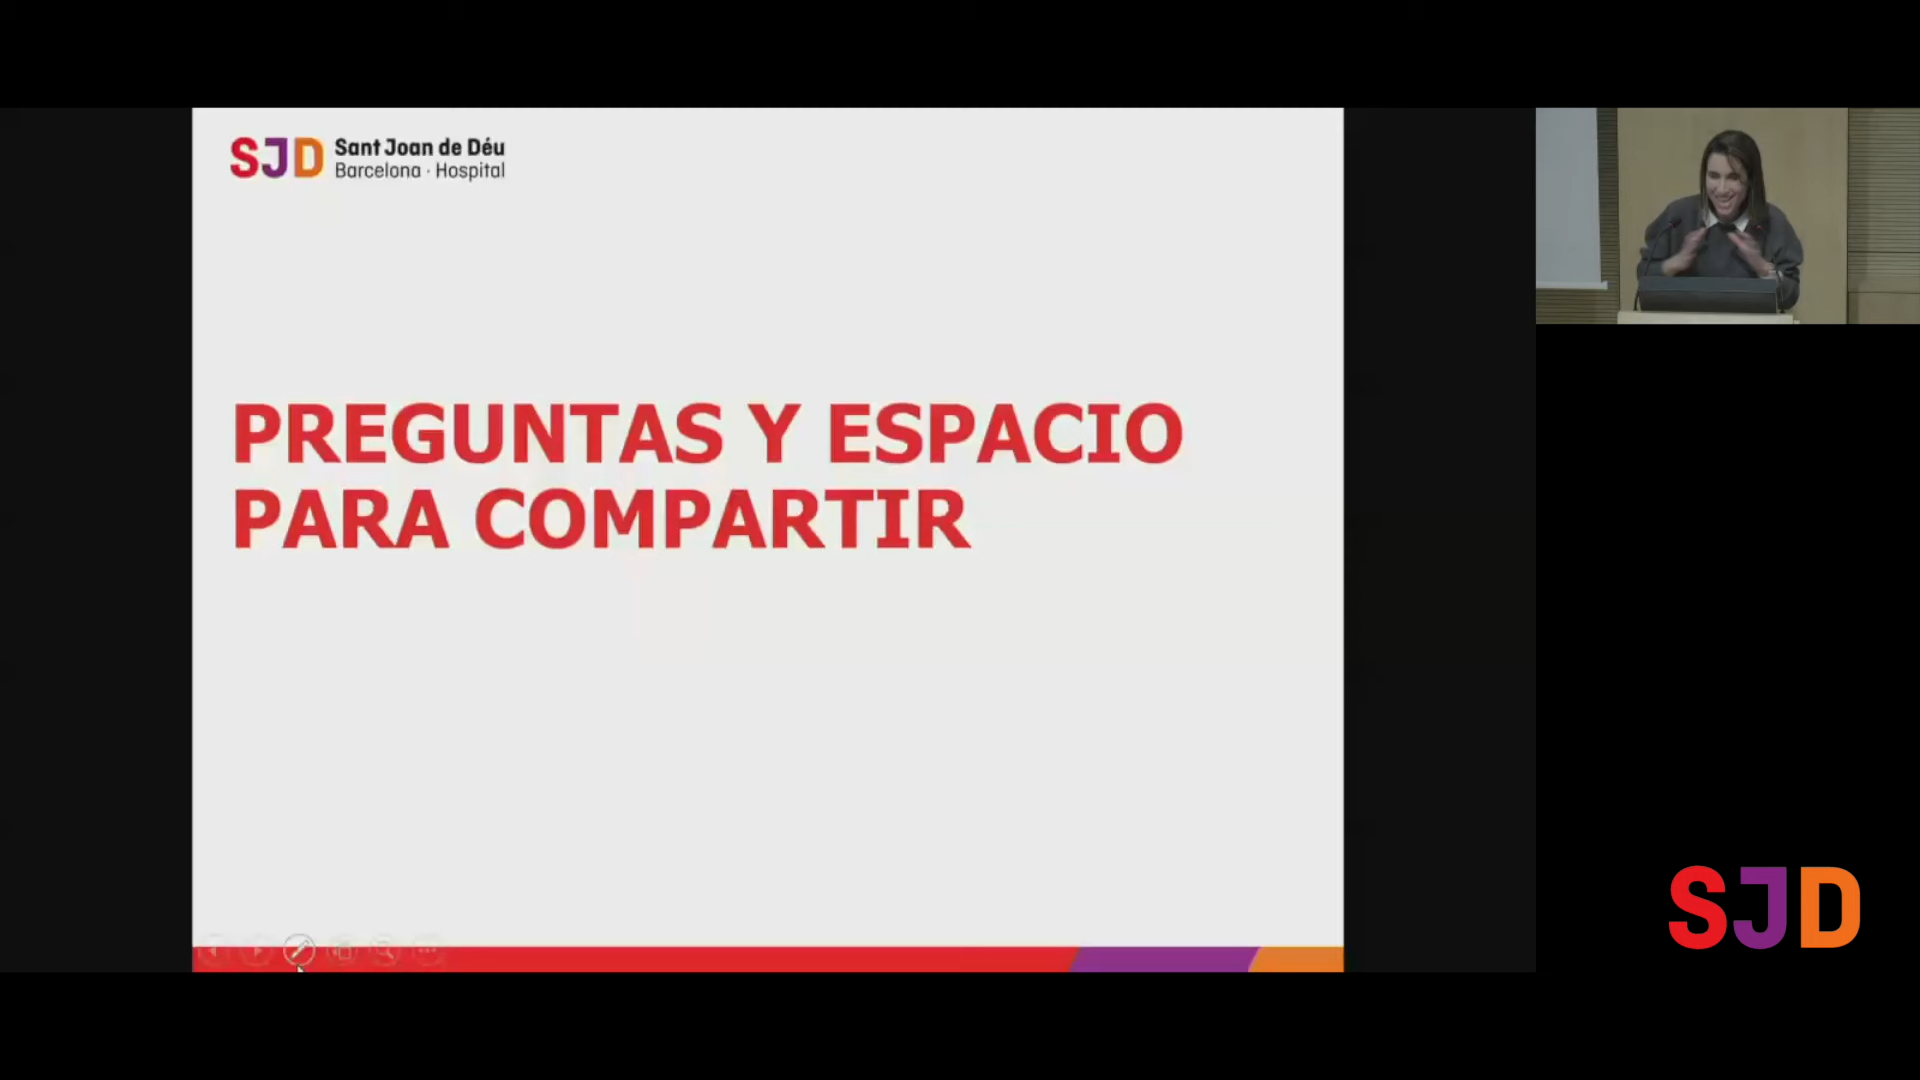 SJD Sant Joan de Déu
Barcelona · Hospital
PREGUNTAS Y ESPACIO
PARA COMPARTIR
SJD